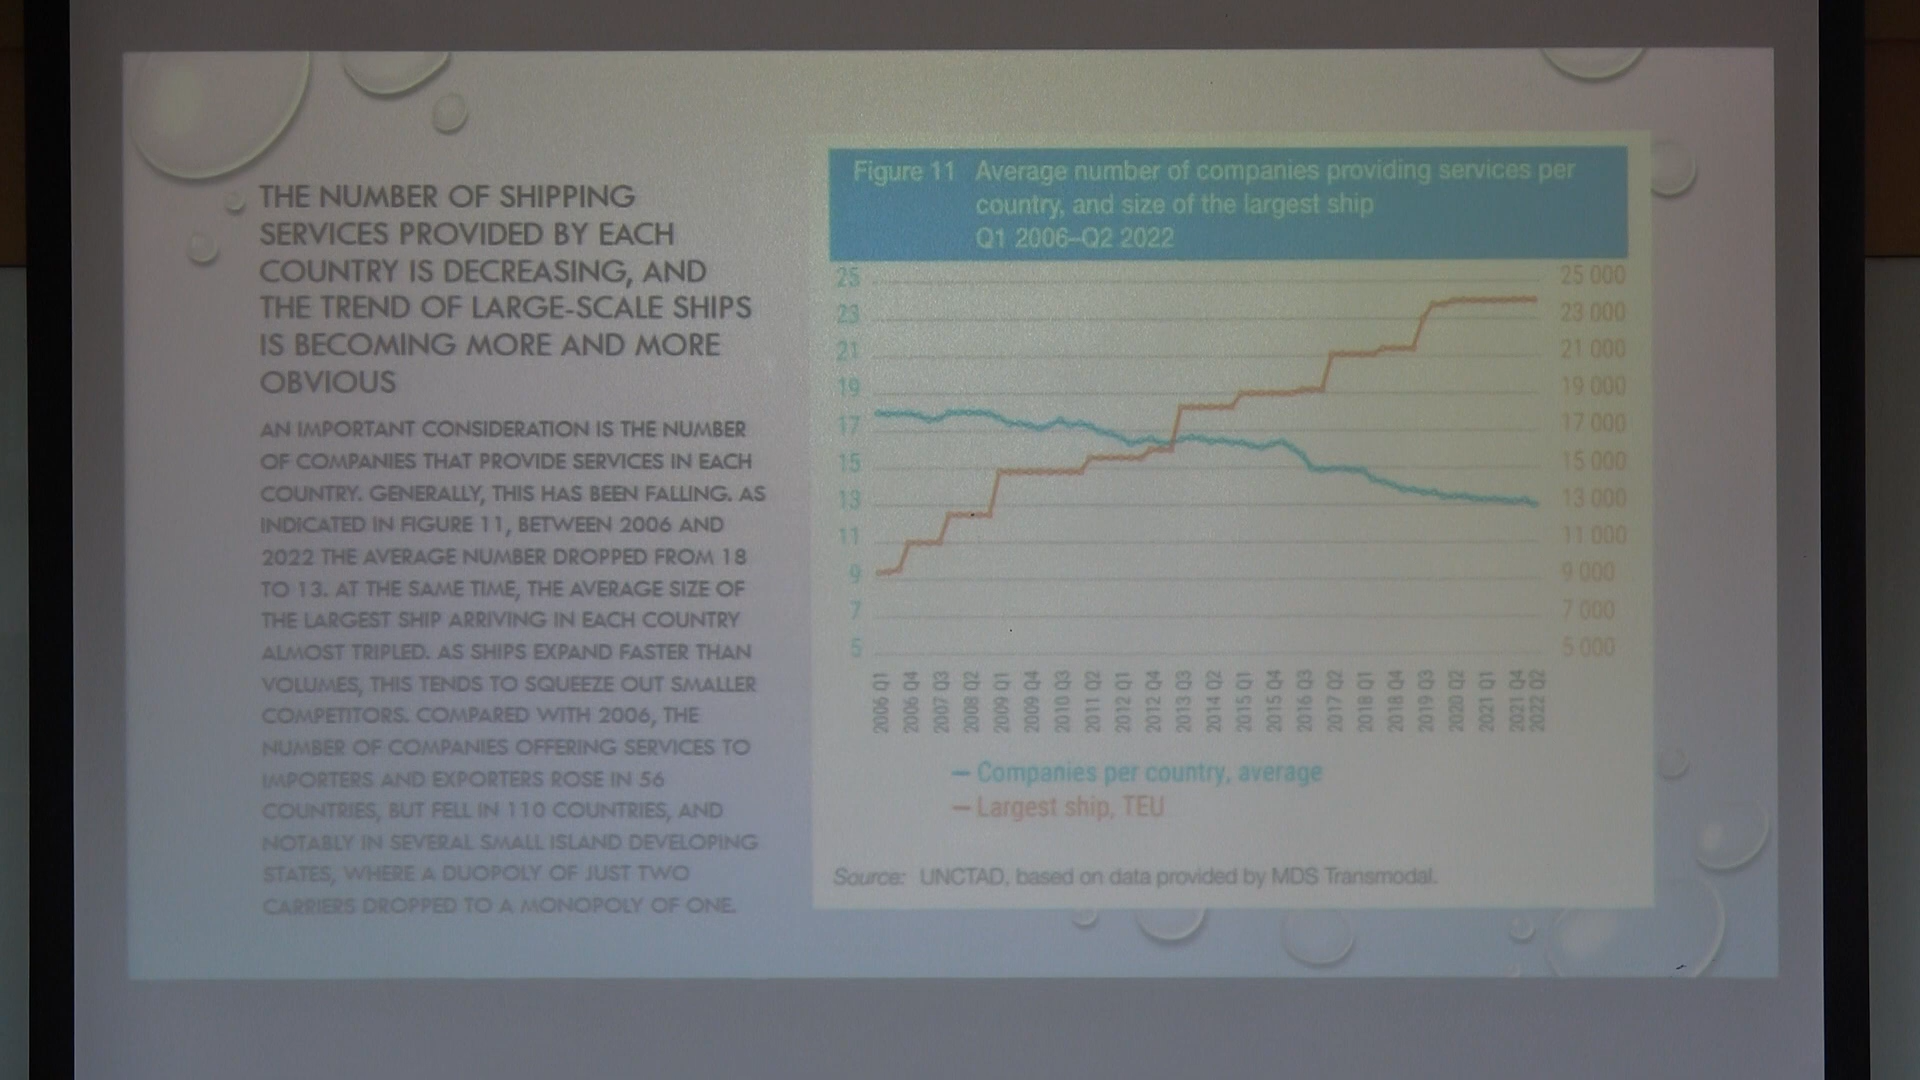 THE NUMBER OF SHIPPING
SERVICES PROVIDED BY EACH
COUNTRY IS DECREASING, AND
THE TREND OF LARGE-SCALE SHIPS
IS BECOMING MORE AND MORE
OBVIOUS
AN IMPORTANT CONSIDERATION IS THE NUMBER
OF COMPANIES THAT PROVIDE SERVICES IN EACH
COUNTRY. GENERALLY, THIS HAS BEEN FALLING. AS
INDICATED IN FIGURE 11, BETWEEN 2006 AND
2022 THE AVERAGE NUMBER DROPPED FROM 18
TO 13. AT THE SAME TIME, THE AVERAGE SIZE OF
THE LARGEST SHIP ARRIVING IN EACH COUNTRY
ALMOST TRIPLED. AS SHIPS EXPAND FASTER THAN
VOLUMES, THIS TENDS TO SQUEEZE OUT SMALLER
COMPETITORS. COMPARED WITH 2006, THE
NUMBER OF COMPANIES OFFERING SERVICES TO
IMPORTERS AND EXPORTERS ROSE IN 56
COUNTRIES, BUT FELL IN 110 COUNTRIES, AND
NOTABLY IN SEVERAL SMALL ISLAND DEVELOPING
STATES, WHERE A DUOPOLY OF JUST TWO
CARRIERS DROPPED TO A MONOPOLY OF ONE.
Figure 11 Average number of companies providing services per
country, and size of the largest ship
Q1 2006–Q2 2022
25 25 000
23 23 000
21 21 000
19 19 000
17 17 000
15 15 000
13 13 000
11 11 000
9 9 000
7 7 000
5 5 000
2006 Q1
2006 Q4
2007 Q3
2008 Q2
2009 Q1
2009 Q4
2010 Q3
2011 Q2
2012 Q1
2012 Q4
2013 Q3
2014 Q2
2015 Q1
2015 Q4
2016 Q3
2017 Q2
2018 Q1
2018 Q4
2019 Q3
2020 Q2
2021 Q1
2021 Q4
2022 Q2
Companies per country, average
Largest ship, TEU
Source: UNCTAD, based on data provided by MDS Transmodal.